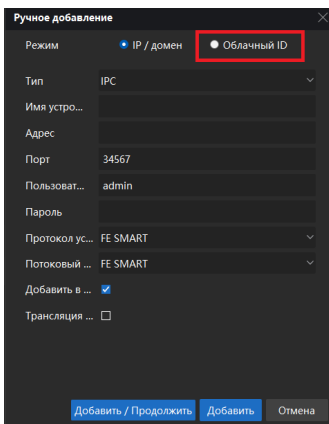 Ручное добавление
Режим IP / домен Облачный ID
Тип IPC
Имя устро...
Адрес
Порт 34567
Пользоват... admin
Пароль
Протокол ус... FE SMART
Потоковый ... FE SMART
Добавить в ...
Трансляция ...
Добавить / Продолжить Добавить Отмена